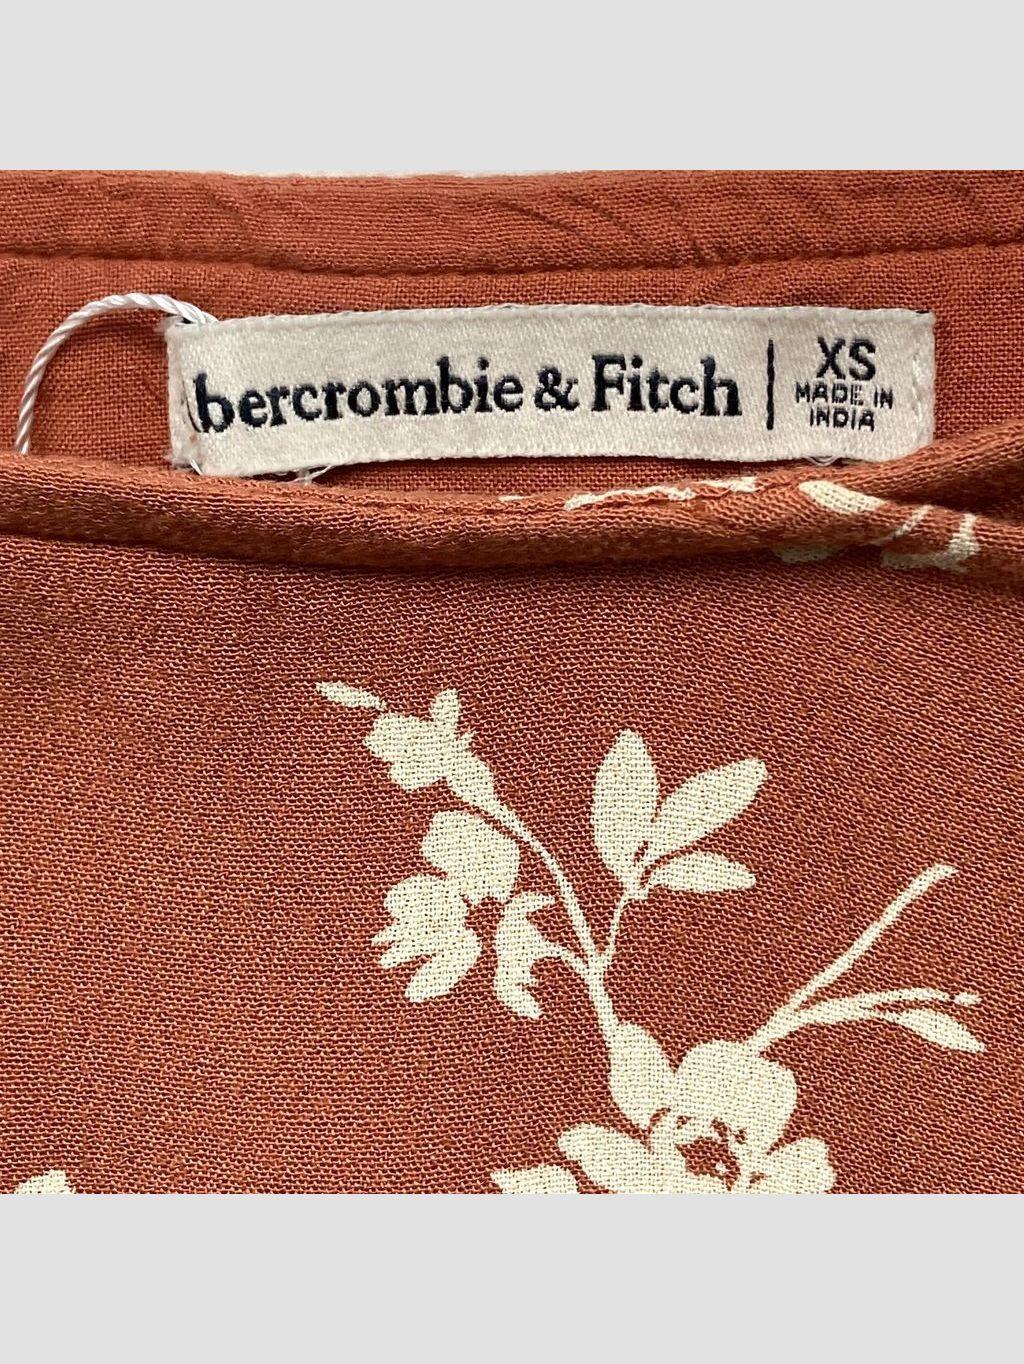 bercrombie & Fitch
XS
MADE IN
INDIA